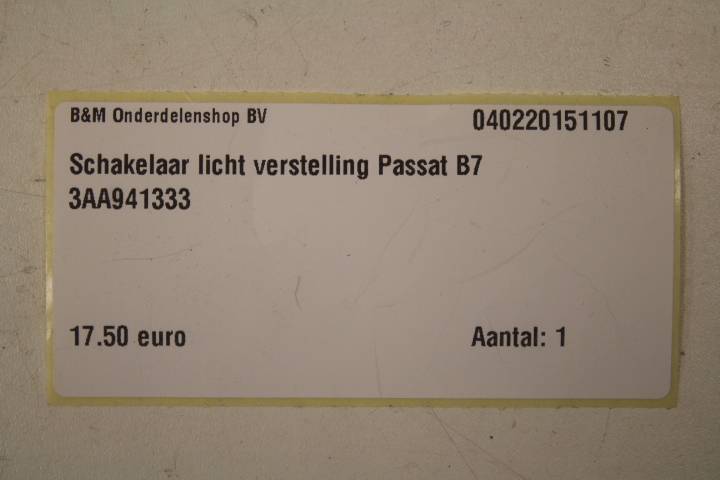 B&M Onderdelenshop BV
040220151107
Schakelaar licht verstelling Passat B7
3AA941333
17.50 euro
Aantal: 1